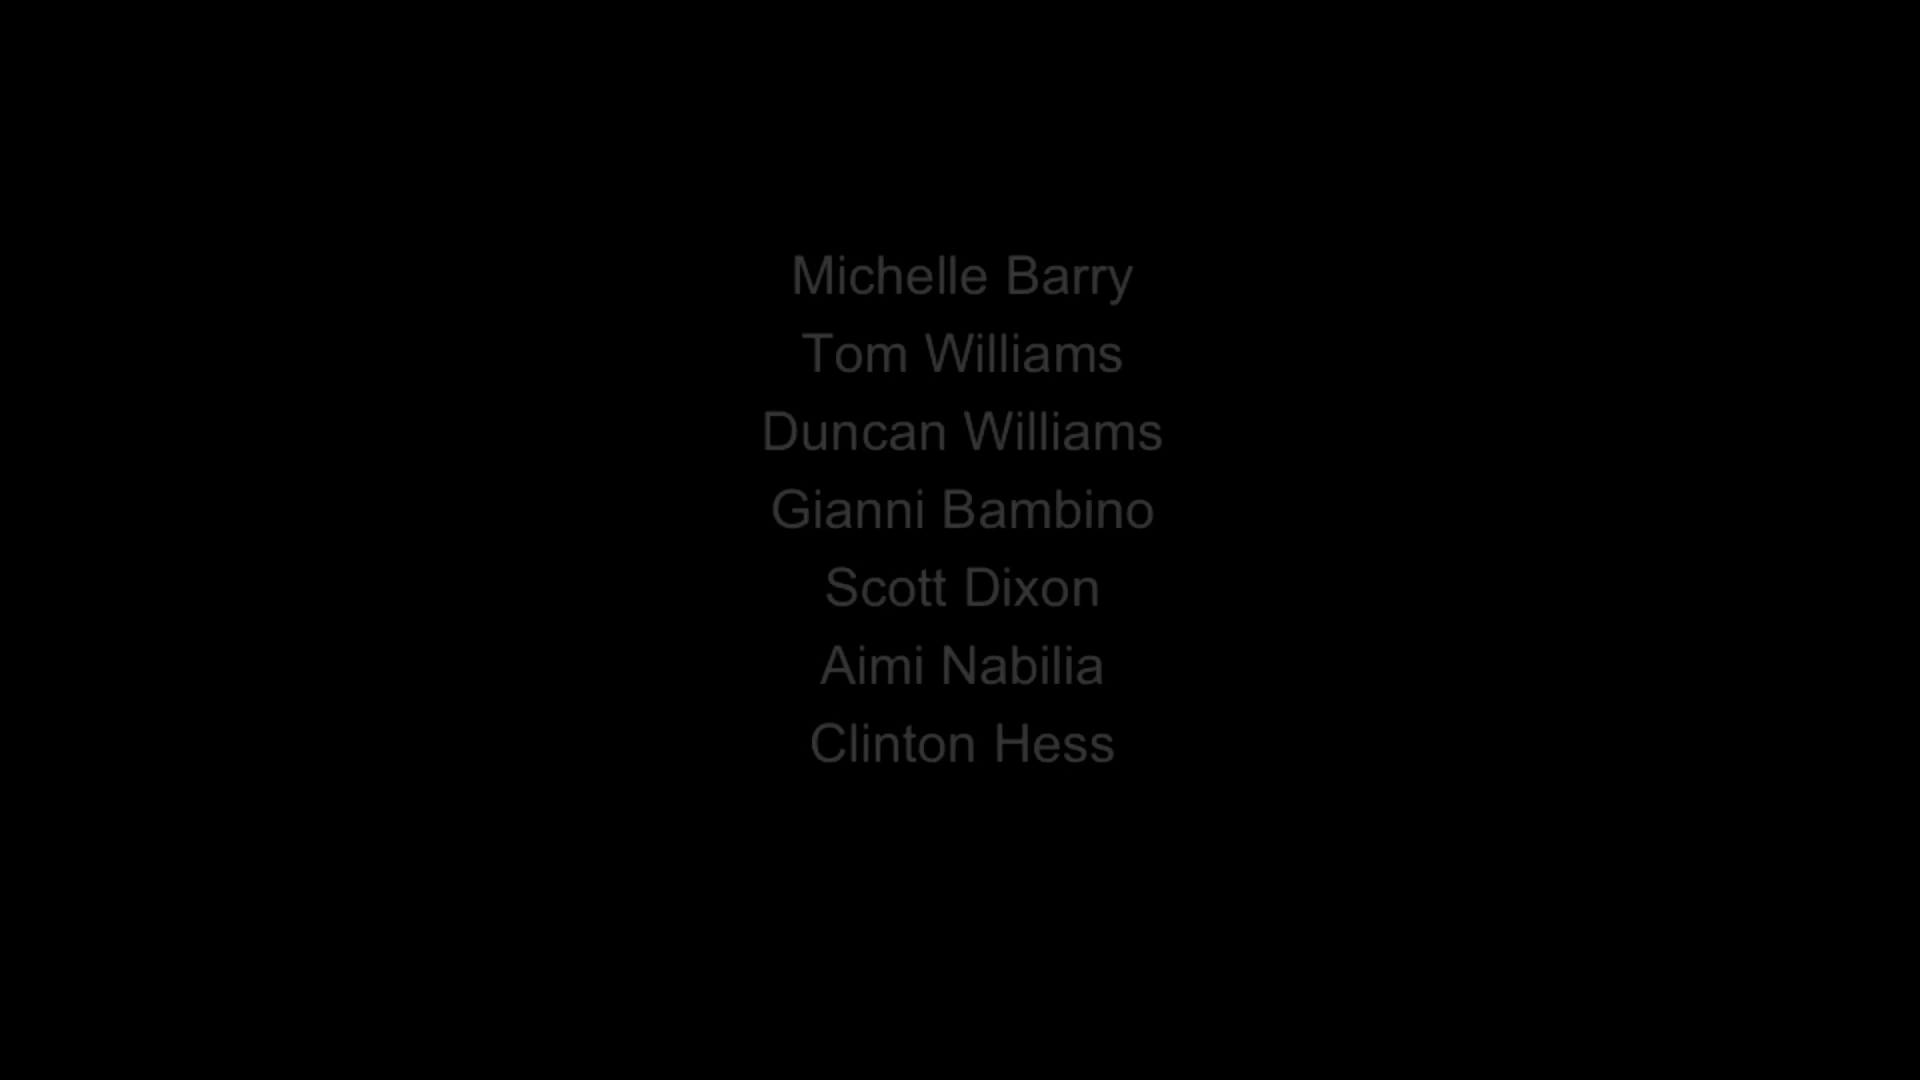 Michelle Barry
Tom Williams
Duncan Williams
Gianni Bambino
Scott Dixon
Aimi Nabilia
Clinton Hess